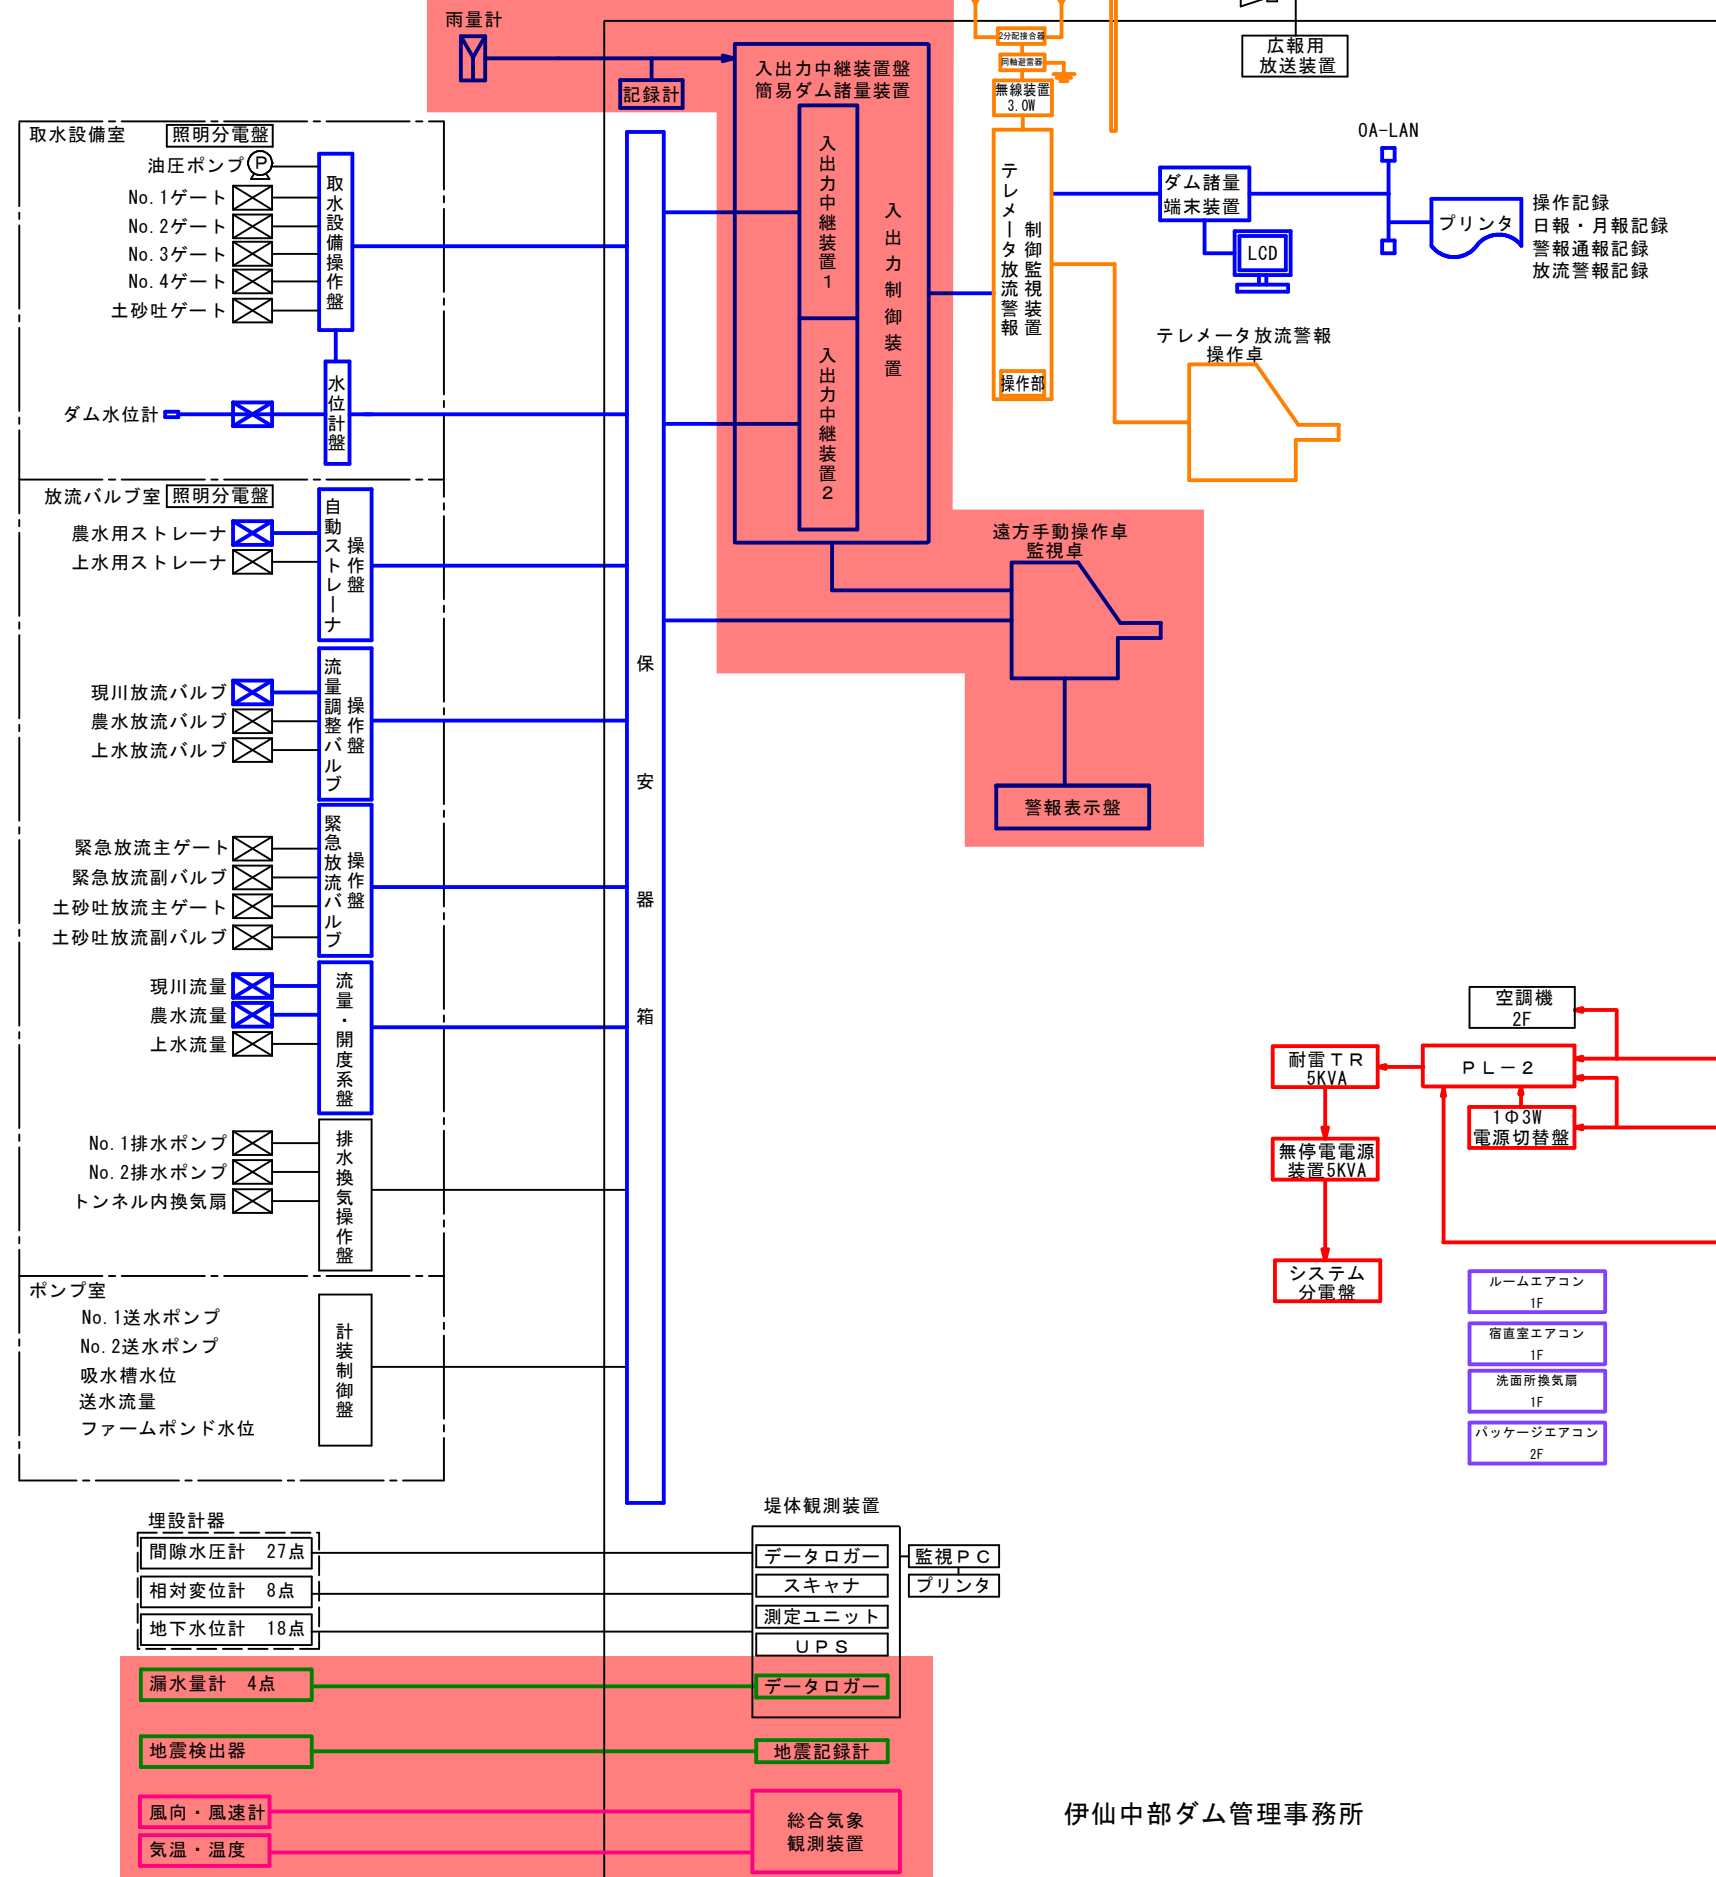 雨量計
記録計
入出力中継装置盤
簡易ダム諸量装置
入出力中継装置1
入出力中継装置2
入出力制御装置
2分配接合器
同軸避雷器
無線装置
3.0W
テレメータ放流警報
制御監視装置
操作部
広報用
放送装置
OA-LAN
ダム諸量
端末装置
LCD
プリンタ
操作記録
日報・月報記録
警報通報記録
放流警報記録
テレメータ放流警報
操作卓
取水設備室
照明分電盤
油圧ポンプ
P
No.1ゲート
No.2ゲート
No.3ゲート
No.4ゲート
土砂吐ゲート
取水設備操作盤
ダム水位計
水位計盤
放流バルブ室
照明分電盤
農水用ストレーナ
上水用ストレーナ
自動ストレーナ
操作盤
現川放流バルブ
農水放流バルブ
上水放流バルブ
流量調整バルブ
操作盤
緊急放流主ゲート
緊急放流副バルブ
土砂吐放流主ゲート
土砂吐放流副バルブ
緊急放流バルブ
操作盤
現川流量
農水流量
上水流量
流量・開度系盤
No.1排水ポンプ
No.2排水ポンプ
トンネル内換気扇
排水換気操作盤
ポンプ室
No.1送水ポンプ
No.2送水ポンプ
吸水槽水位
送水流量
ファームポンド水位
計装制御盤
保安器箱
遠方手動操作卓
監視卓
警報表示盤
空調機
2F
耐雷TR
5KVA
PL-2
1Φ3W
電源切替盤
無停電電源
装置5KVA
システム
分電盤
ルームエアコン
1F
宿直室エアコン
1F
洗面所換気扇
1F
パッケージエアコン
2F
埋設計器
間隙水圧計 27点
相対変位計 8点
地下水位計 18点
漏水量計 4点
地震検出器
風向・風速計
気温・温度
堤体観測装置
データロガー
スキャナ
測定ユニット
UPS
データロガー
監視PC
プリンタ
地震記録計
総合気象
観測装置
伊仙中部ダム管理事務所